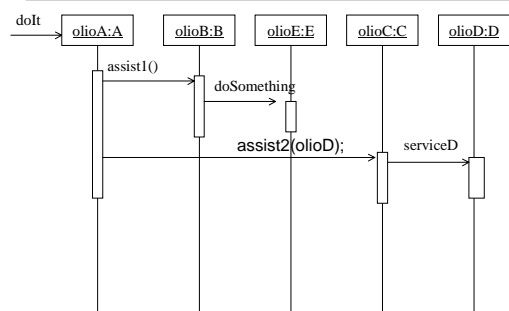 doIt
olioA:A
olioB:B
olioE:E
olioC:C
olioD:D
assist1()
doSomething
assist2(olioD);
serviceD